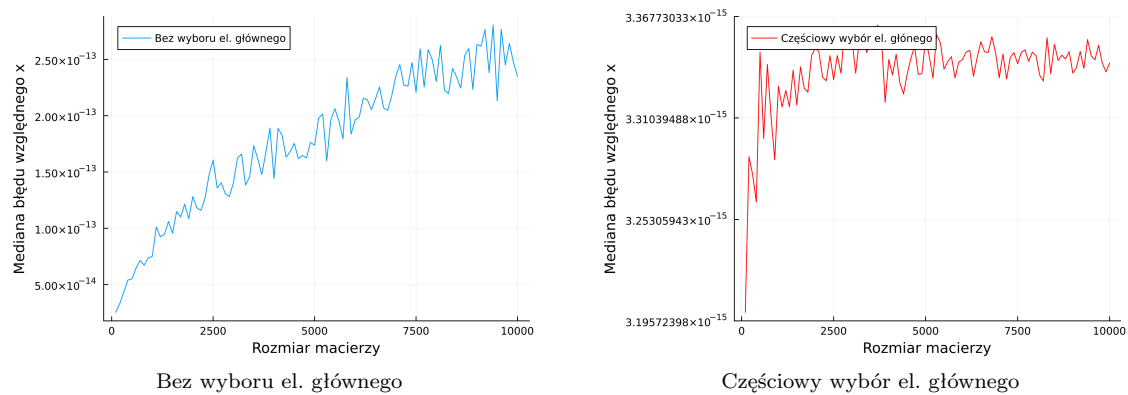 Mediana błędu względnego x
2.50×10⁻¹³
2.00×10⁻¹³
1.50×10⁻¹³
1.00×10⁻¹³
5.00×10⁻¹⁴
Bez wyboru el. głównego
0 2500 5000 7500 10000
Rozmiar macierzy
Bez wyboru el. głównego
Mediana błędu względnego x
3.36773033×10⁻¹⁵
3.31039488×10⁻¹⁵
3.25305943×10⁻¹⁵
3.19572398×10⁻¹⁵
Częściowy wybór el. głónego
0 2500 5000 7500 10000
Rozmiar macierzy
Częściowy wybór el. głównego